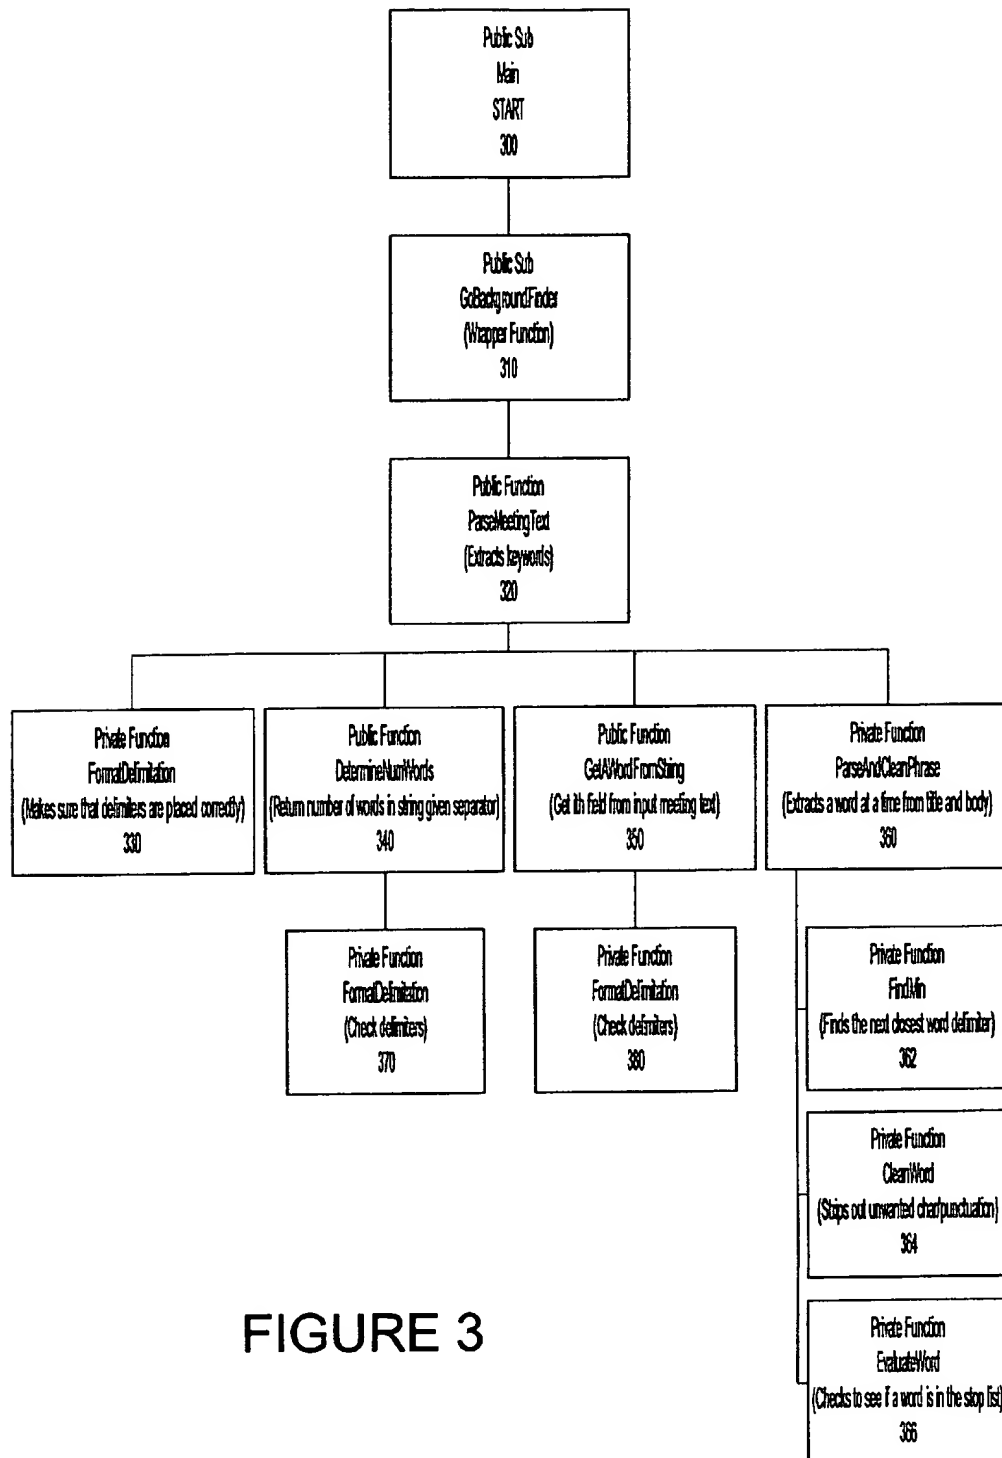 Public Sub
Main
START
300
Public Sub
GoBackgroundFinder
(Wrapper Function)
310
Public Function
ParseMeetingText
(Extracts keywords)
320
Private Function
FormatDelimitation
(Makes sure that delimiters are placed correctly)
330
Public Function
DetermineNumWords
(Return number of words in string given separator)
340
Public Function
GetAWordFromString
(Get ith field from input meeting text)
350
Private Function
ParseAndCleanPhrase
(Extracts a word at a time from title and body)
360
Private Function
FormatDelimitation
(Check delimiters)
370
Private Function
FormatDelimitation
(Check delimiters)
380
Private Function
FindMin
(Finds the next closest word delimiter)
362
Private Function
CleanWord
(Strips out unwanted char/punctuation)
364
Private Function
EvaluateWord
(Checks to see if a word is in the stop list)
366
FIGURE 3